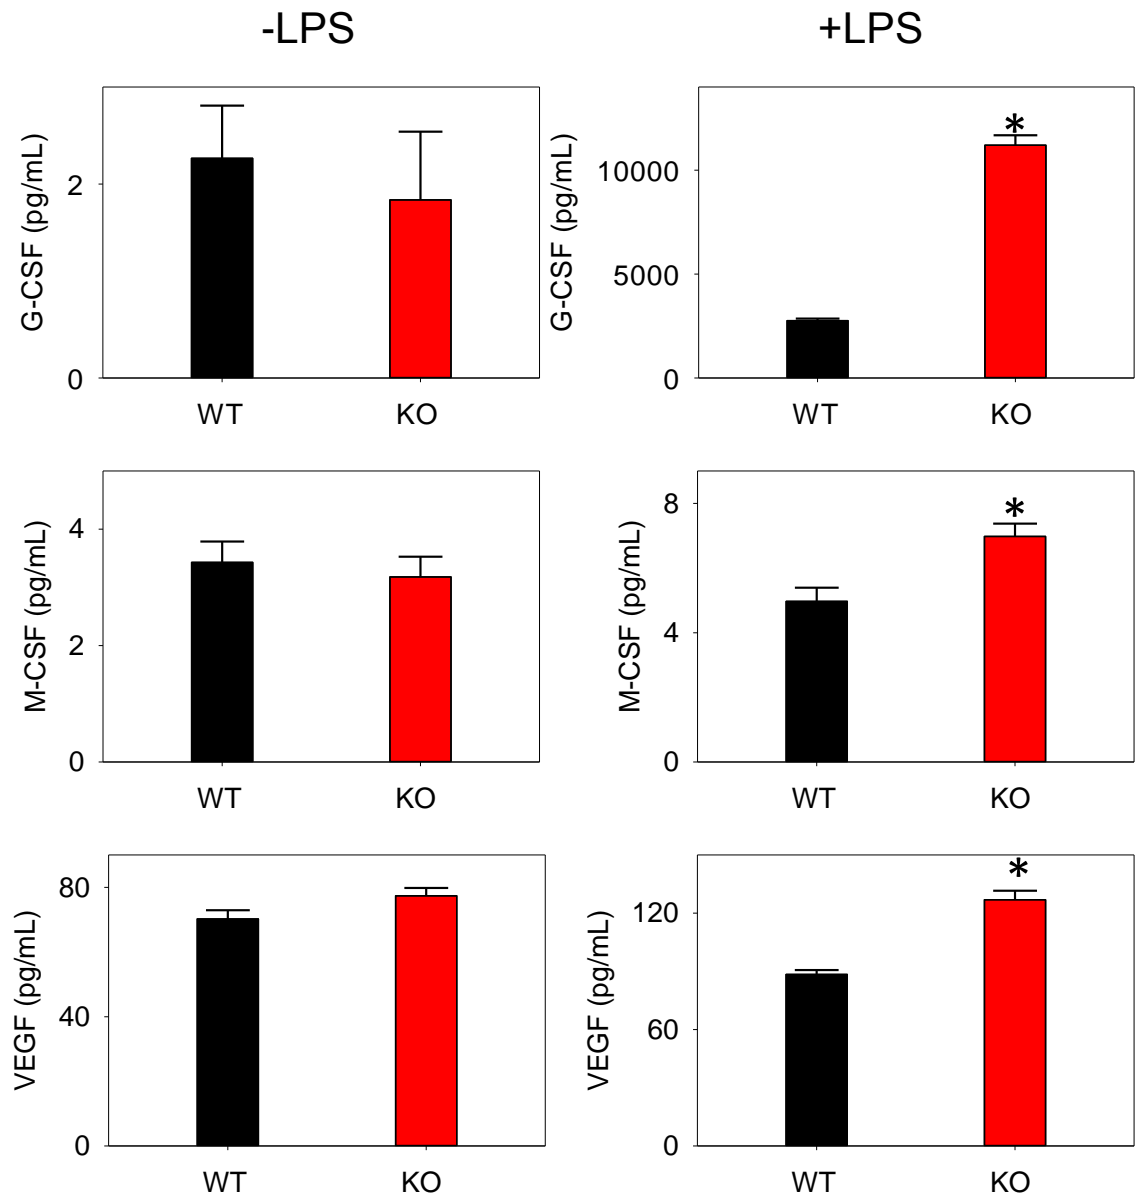 -LPS
+LPS
G-CSF (pg/mL)
2
0
WT KO
G-CSF (pg/mL)
10000
5000
0
*
WT KO
M-CSF (pg/mL)
4
2
0
WT KO
M-CSF (pg/mL)
8
4
0
*
WT KO
VEGF (pg/mL)
80
40
0
WT KO
VEGF (pg/mL)
120
60
0
*
WT KO